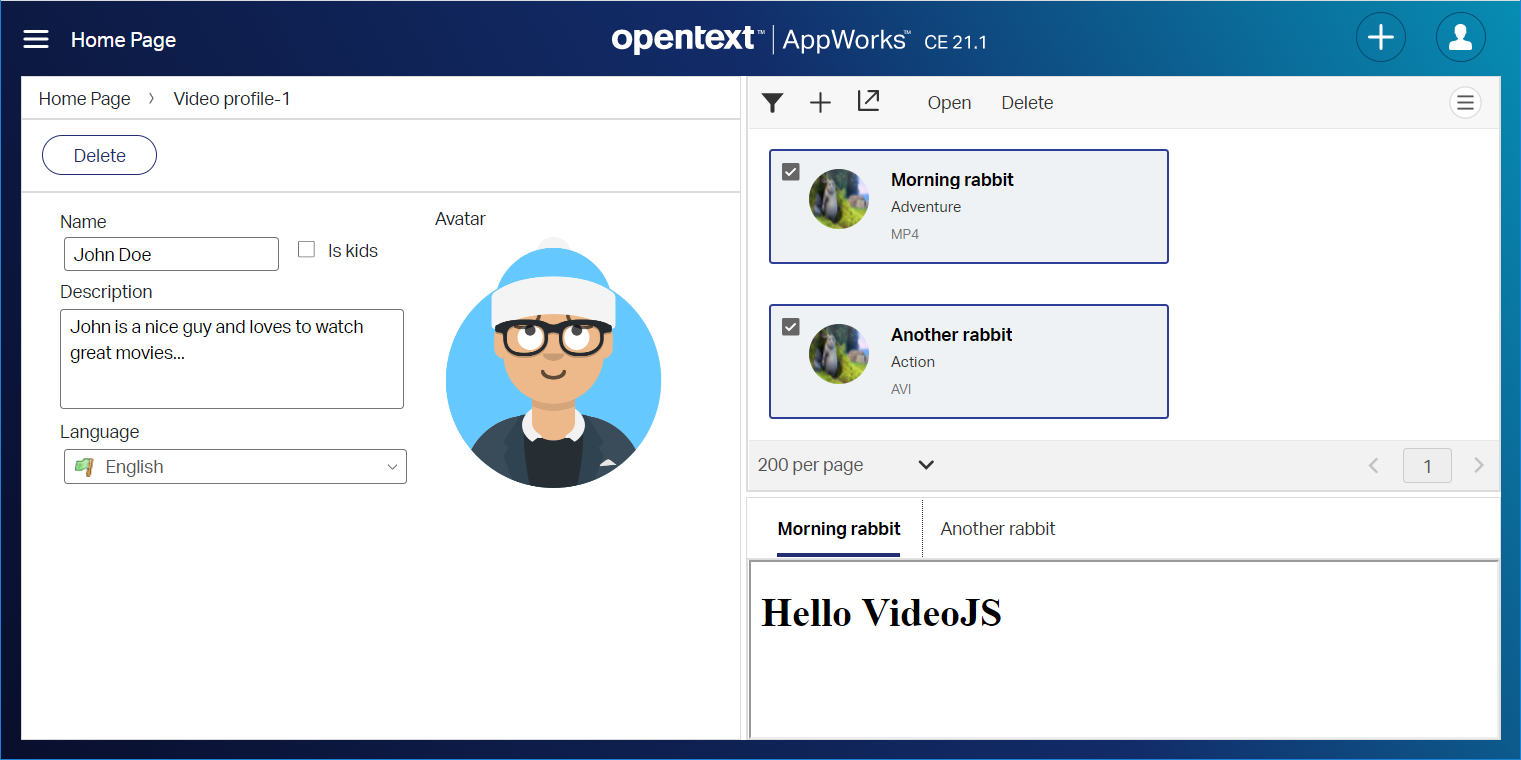 Home Page
opentext™ | AppWorks™ CE 21.1
Home Page › Video profile-1
Delete
Name
John Doe
Is kids
Description
John is a nice guy and loves to watch
great movies...
Language
English
Avatar
Open Delete
Morning rabbit
Adventure
MP4
Another rabbit
Action
AVI
200 per page
1
Morning rabbit
Another rabbit
Hello VideoJS